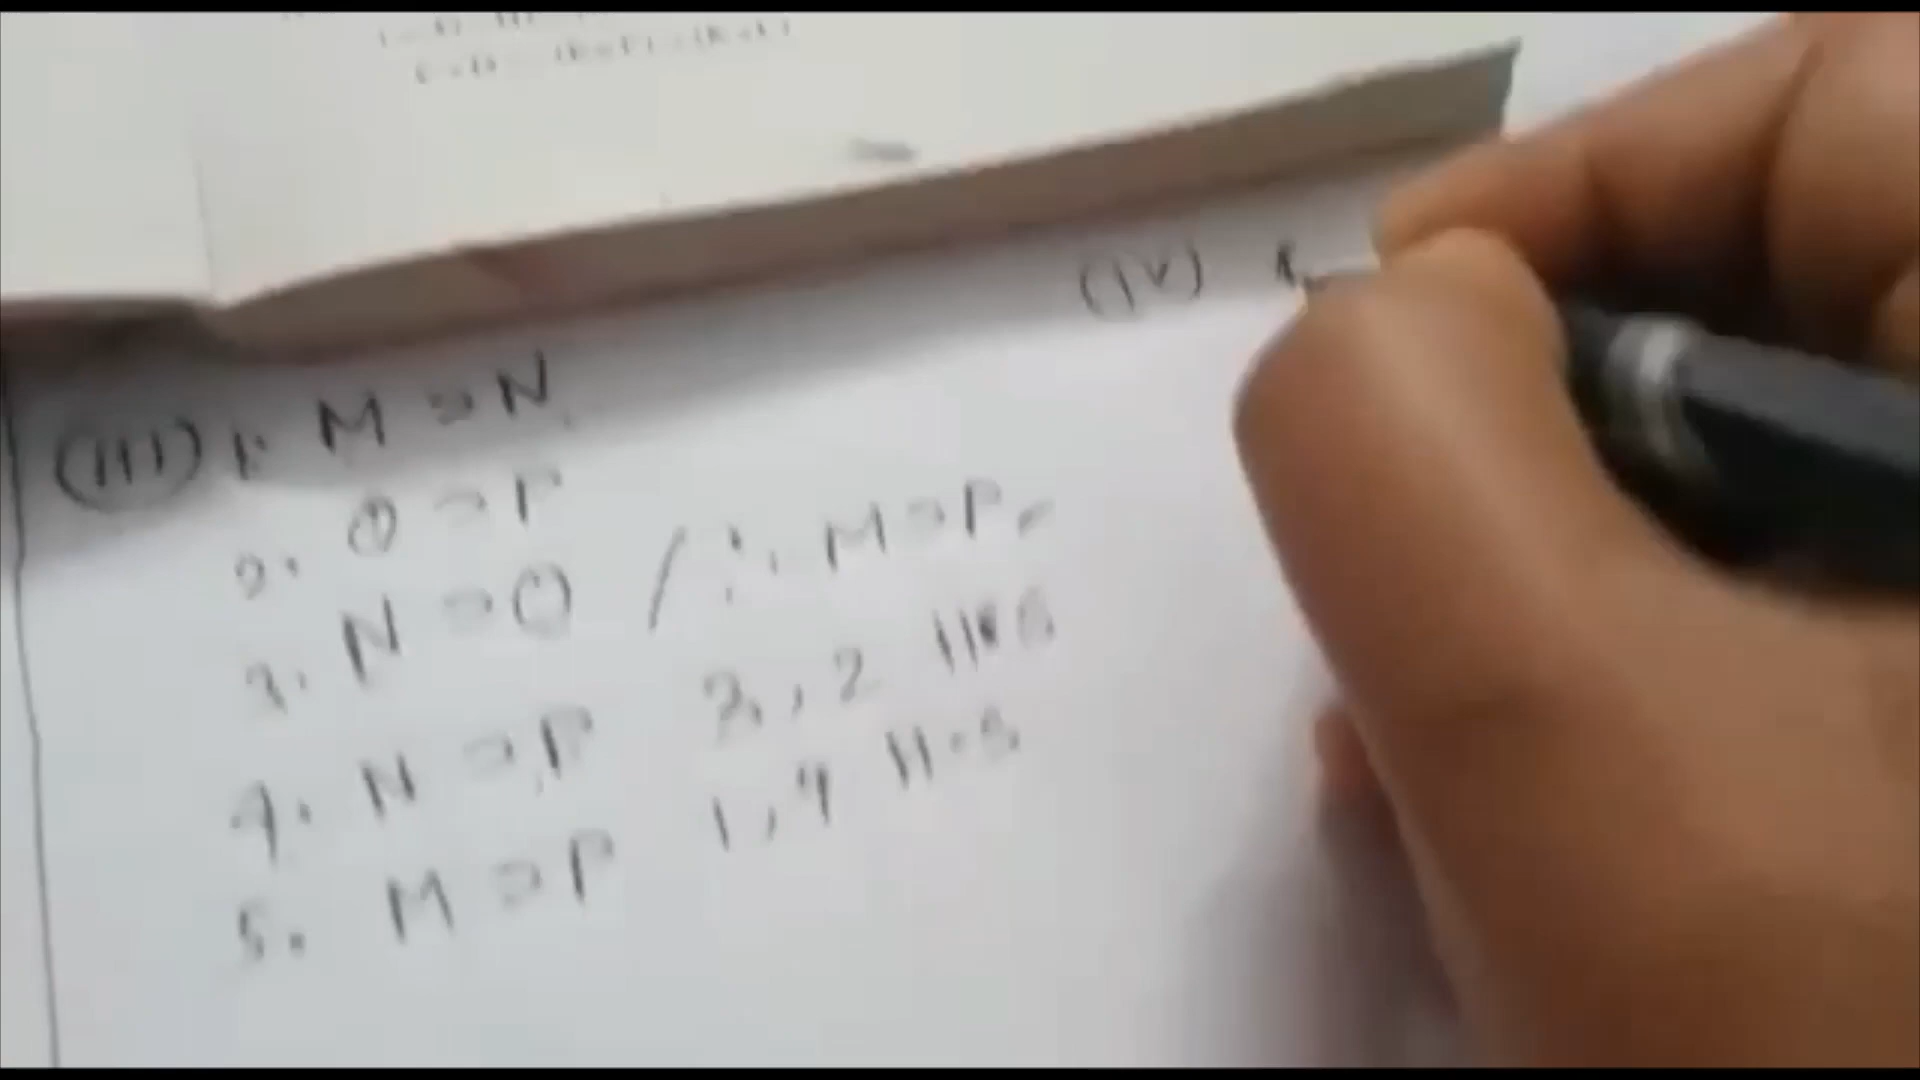 (III) 1. M ⊃ N
2. O ⊃ P
3. N ⊃ O / ∴ M ⊃ P
4. N ⊃ P 3, 2 H.S
5. M ⊃ P 1, 4 H.S
(IV)